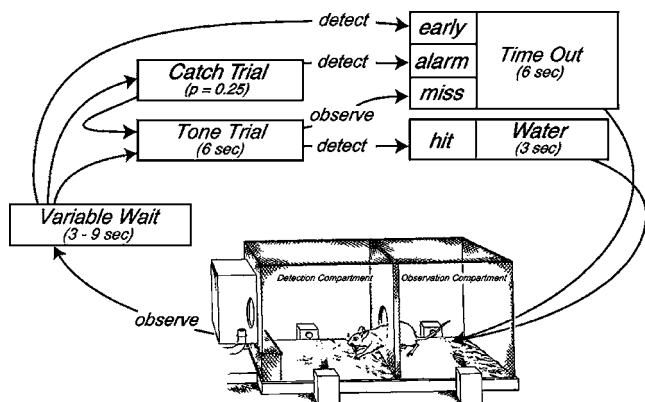 detect
early
Time Out
(6 sec)
Catch Trial
(p = 0.25)
detect
alarm
observe
miss
Tone Trial
(6 sec)
detect
hit
Water
(3 sec)
Variable Wait
(3 - 9 sec)
observe
Detection Compartment
Observation Compartment